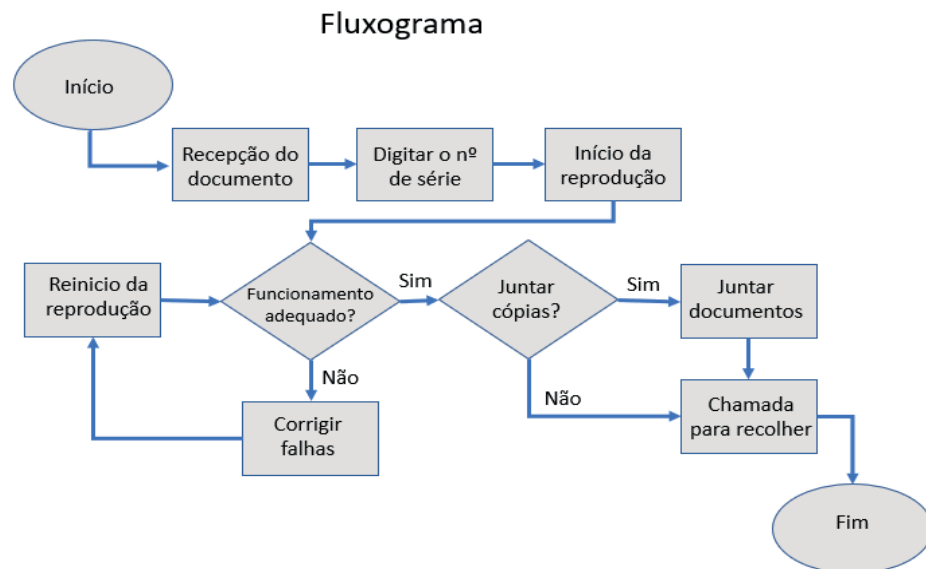 Fluxograma
Início
Recepção do
documento
Digitar o nº
de série
Início da
reprodução
Reinicio da
reprodução
Funcionamento
adequado?
Sim
Juntar
cópias?
Sim
Juntar
documentos
Não
Corrigir
falhas
Não
Chamada
para recolher
Fim